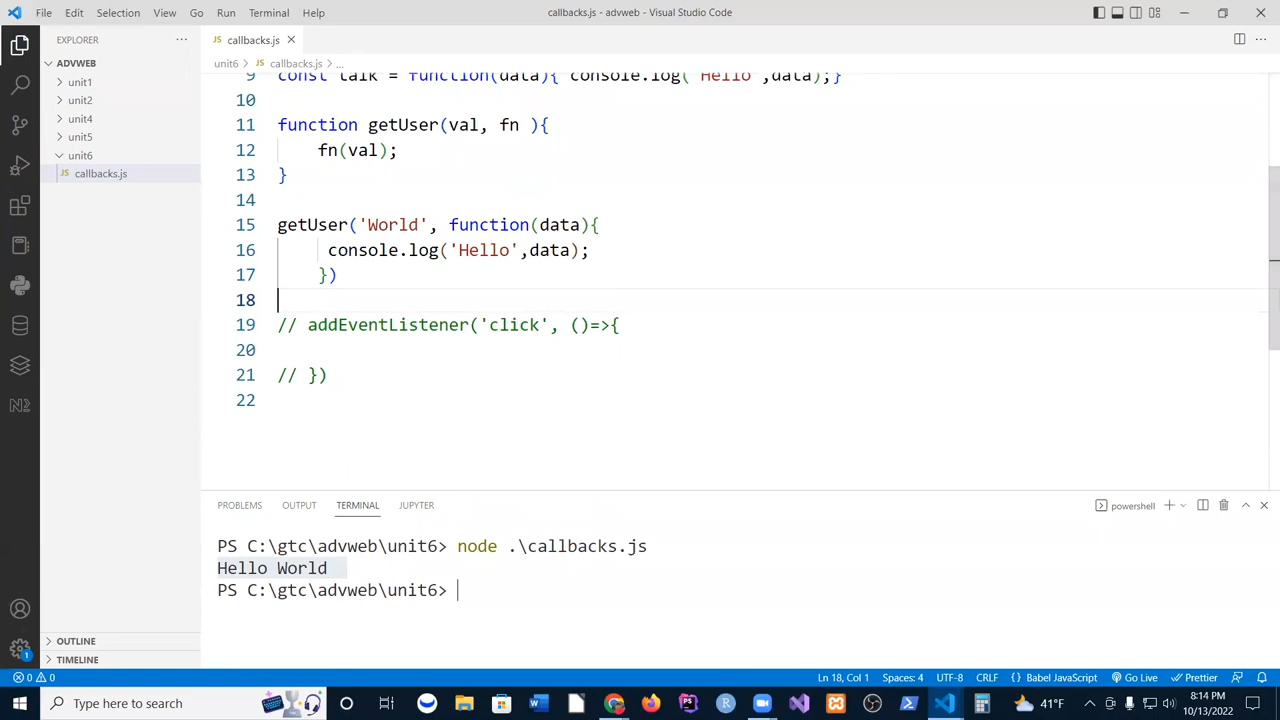 File Edit Selection View Go Run Terminal Help callbacks.js - advweb - Visual Studio Code
EXPLORER
callbacks.js
ADVWEB
unit6 > callbacks.js > ...
unit1
unit2
unit4
unit5
unit6
JS callbacks.js
9 const talk = function(data){ console.log('Hello',data);}
10
11 function getUser(val, fn ){
12 fn(val);
13 }
14
15 getUser('World', function(data){
16 console.log('Hello',data);
17 })
18
19 // addEventListener('click', ()=>{
20
21 // })
22
PROBLEMS OUTPUT TERMINAL JUPYTER powershell
PS C:\gtc\advweb\unit6> node .\callbacks.js
Hello World
PS C:\gtc\advweb\unit6>
OUTLINE
TIMELINE
0 0 Ln 18, Col 1 Spaces: 4 UTF-8 CRLF {} Babel JavaScript Go Live Prettier
Type here to search
41°F
8:14 PM
10/13/2022